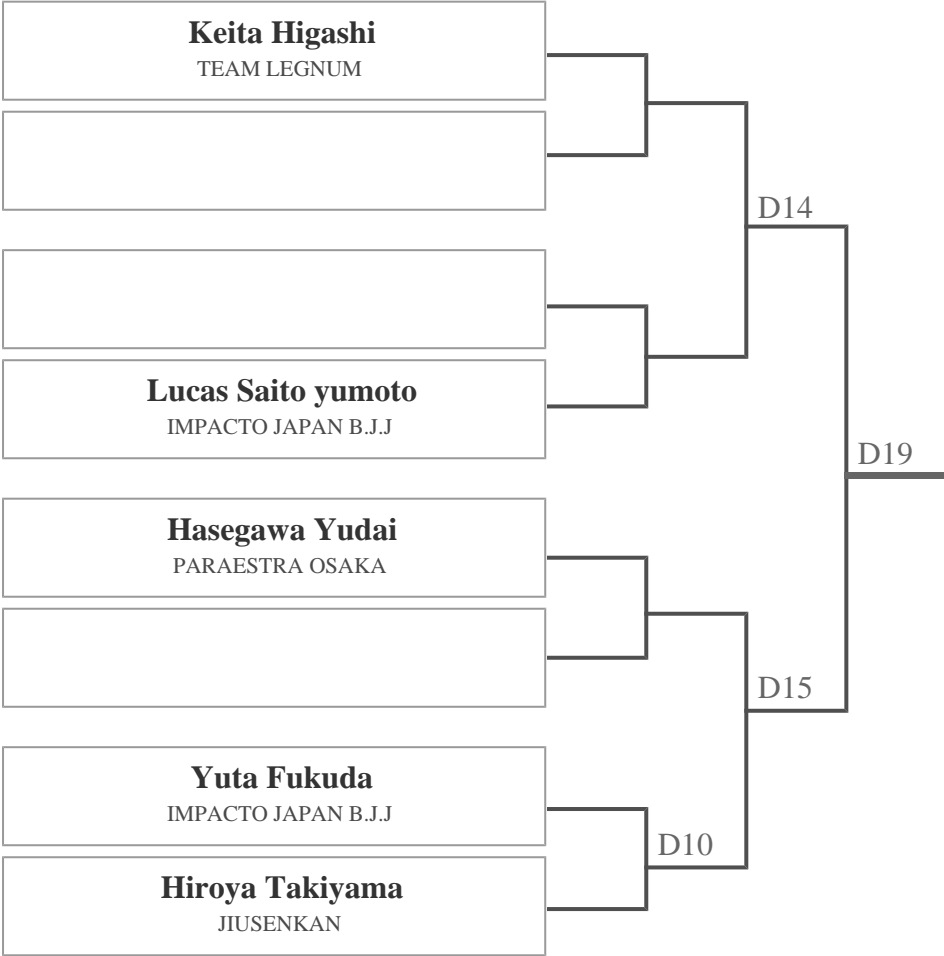 Keita Higashi
TEAM LEGNUM
D14
Lucas Saito yumoto
IMPACTO JAPAN B.J.J
D19
Hasegawa Yudai
PARAESTRA OSAKA
D15
Yuta Fukuda
IMPACTO JAPAN B.J.J
D10
Hiroya Takiyama
JIUSENKAN